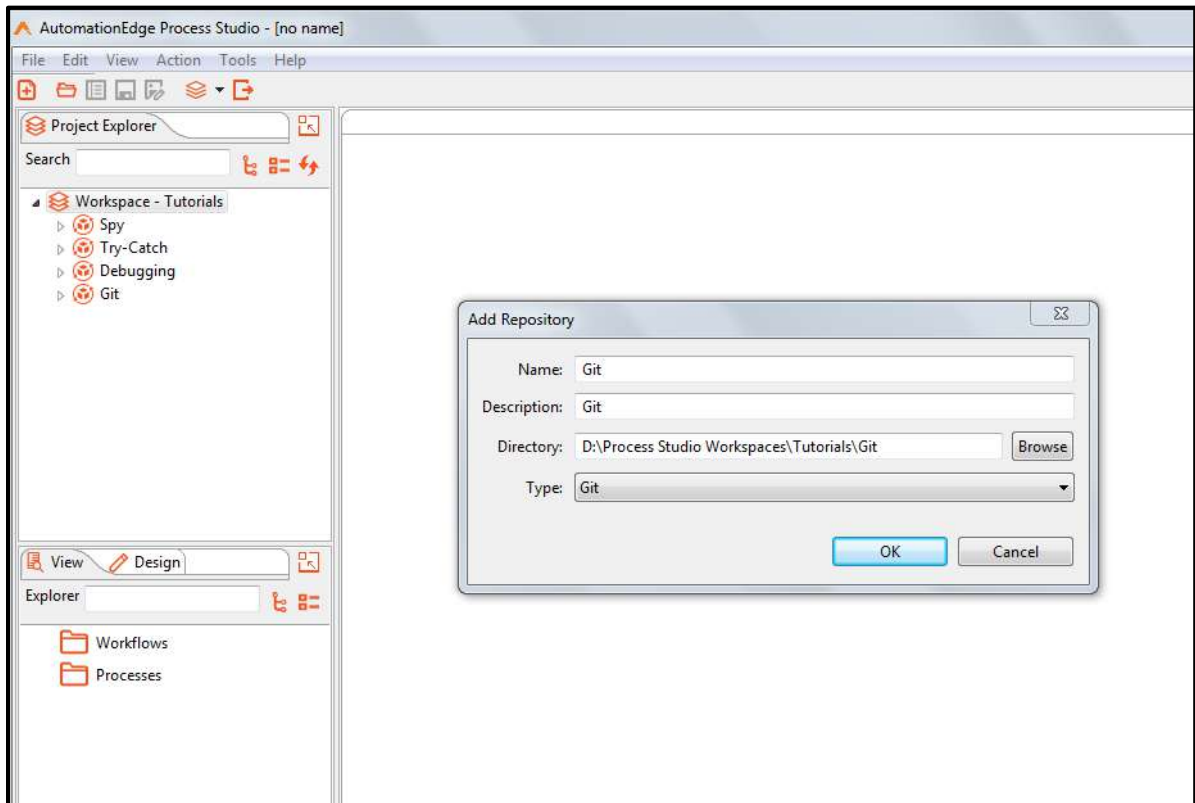 AutomationEdge Process Studio - [no name]
File Edit View Action Tools Help
Project Explorer
Search
Workspace - Tutorials
Spy
Try-Catch
Debugging
Git
Add Repository
Name: Git
Description: Git
Directory: D:\Process Studio Workspaces\Tutorials\Git Browse
Type: Git
OK Cancel
View Design
Explorer
Workflows
Processes